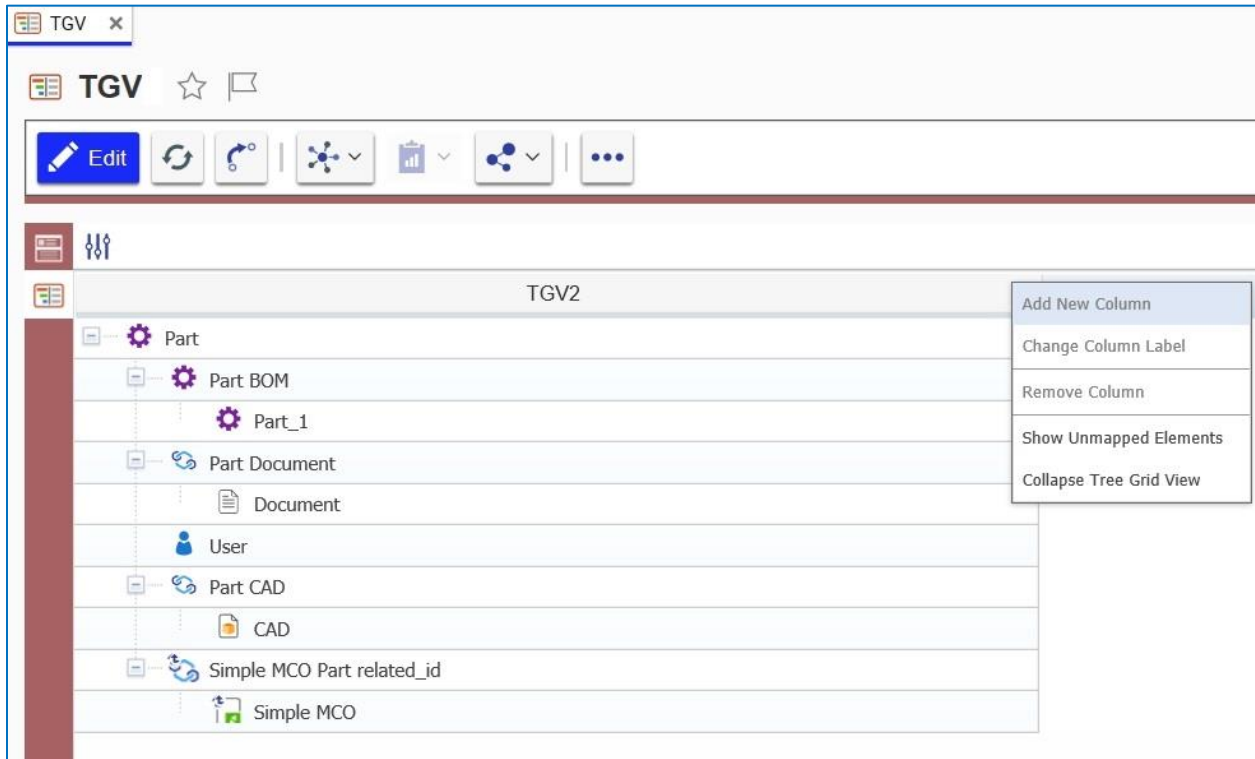 TGV
TGV
Edit
TGV2
Add New Column
Change Column Label
Remove Column
Show Unmapped Elements
Collapse Tree Grid View
Part
Part BOM
Part_1
Part Document
Document
User
Part CAD
CAD
Simple MCO Part related_id
Simple MCO